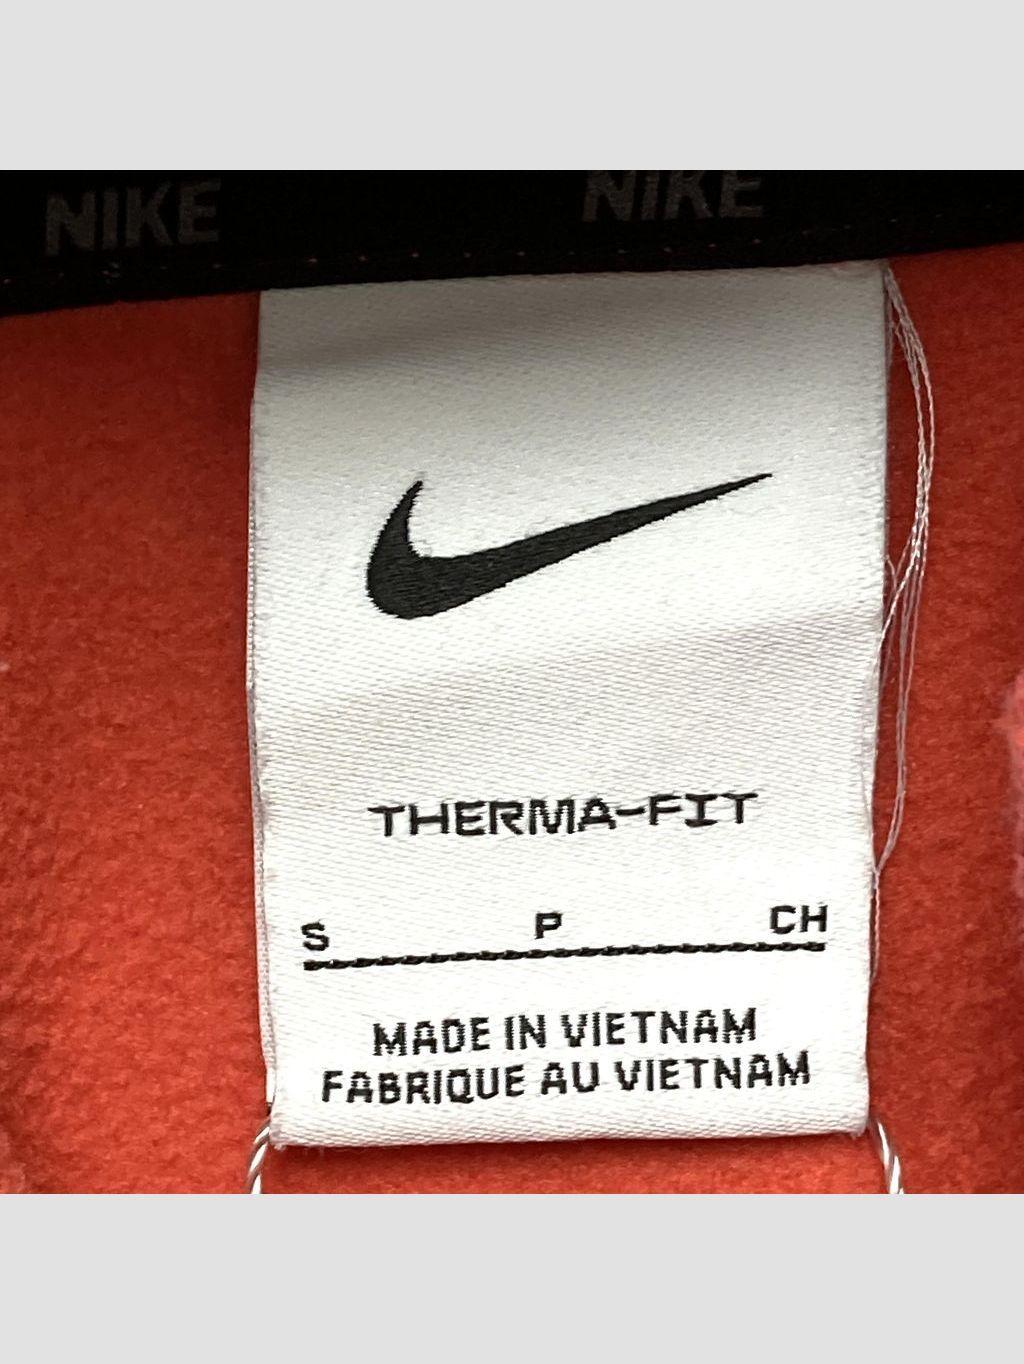 NIKE NIKE
THERMA-FIT
S P CH
MADE IN VIETNAM
FABRIQUE AU VIETNAM